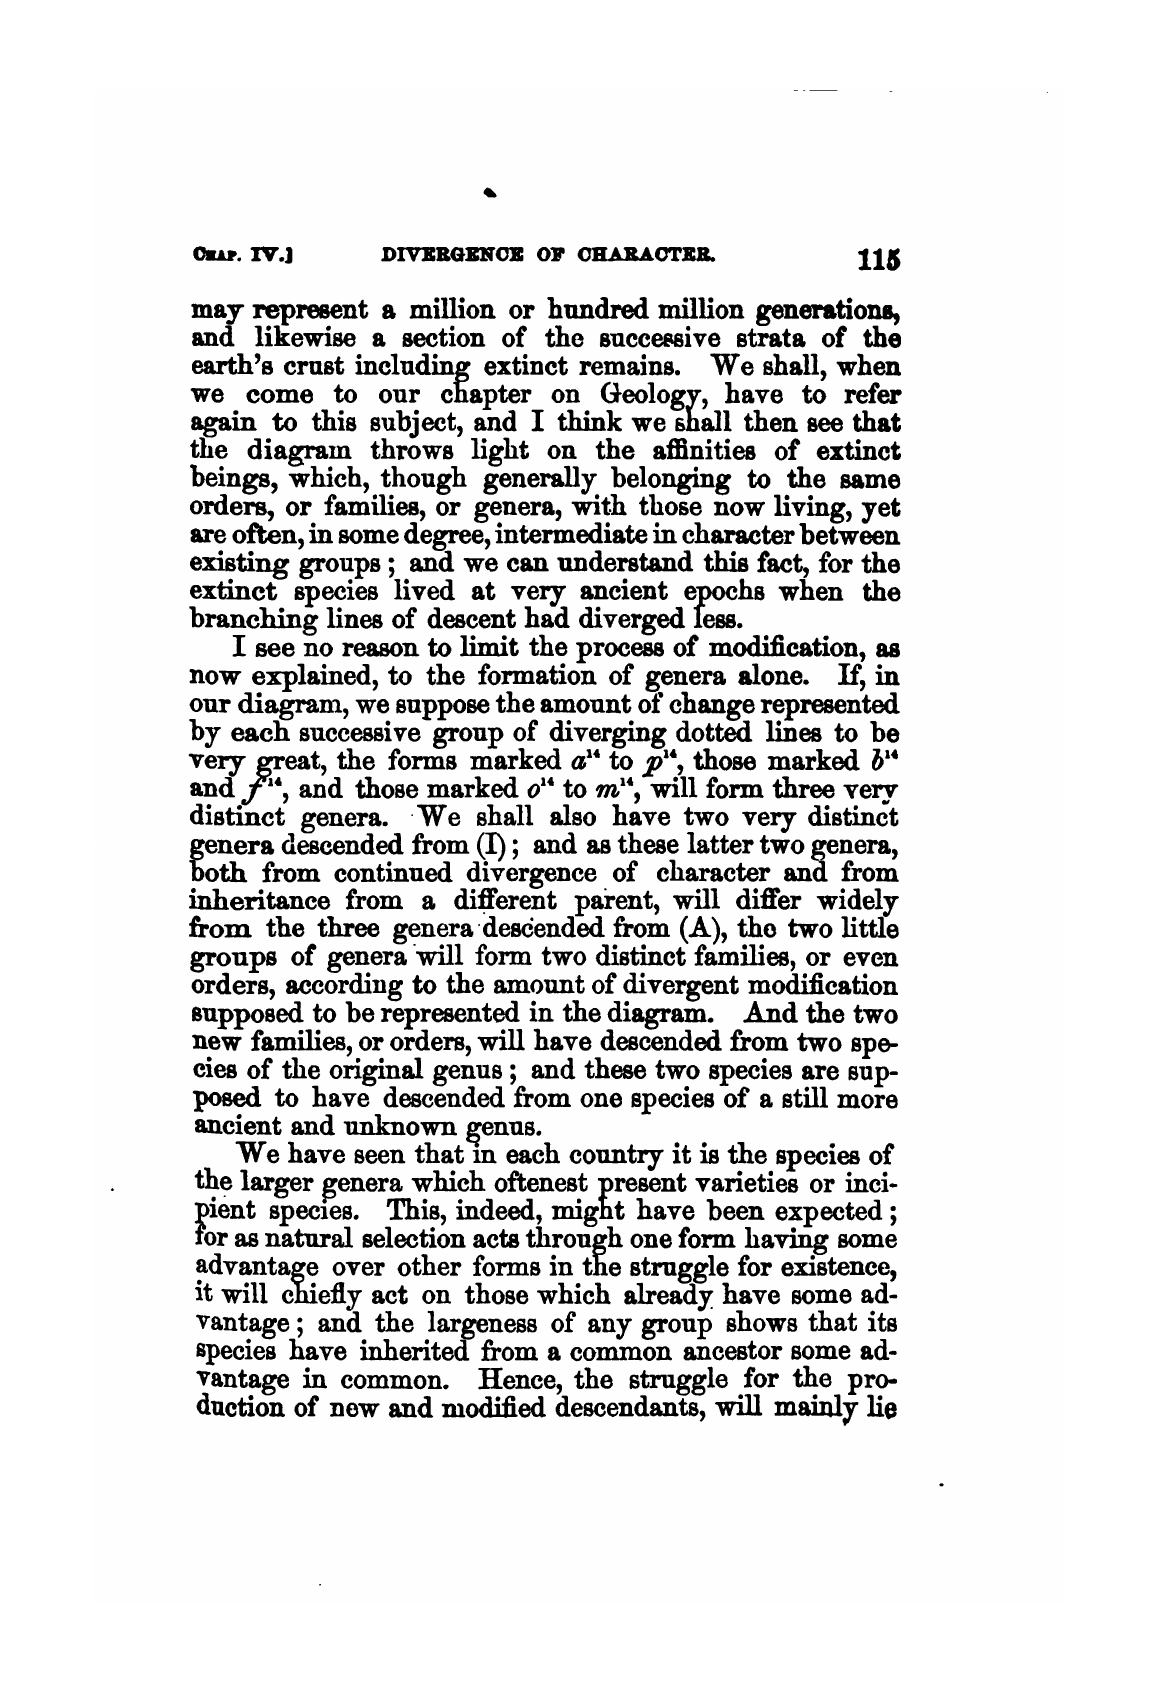 CHAP. IV.] DIVERGENCE OF CHARACTER. 115
may represent a million or hundred million generations,
and likewise a section of the successive strata of the
earth's crust including extinct remains. We shall, when
we come to our chapter on Geology, have to refer
again to this subject, and I think we shall then see that
the diagram throws light on the affinities of extinct
beings, which, though generally belonging to the same
orders, or families, or genera, with those now living, yet
are often, in some degree, intermediate in character between
existing groups; and we can understand this fact, for the
extinct species lived at very ancient epochs when the
branching lines of descent had diverged less.
I see no reason to limit the process of modification, as
now explained, to the formation of genera alone. If, in
our diagram, we suppose the amount of change represented
by each successive group of diverging dotted lines to be
very great, the forms marked a¹⁴ to p¹⁴, those marked b¹⁴
and f¹⁴, and those marked o¹⁴ to m¹⁴, will form three very
distinct genera. We shall also have two very distinct
genera descended from (I); and as these latter two genera,
both from continued divergence of character and from
inheritance from a different parent, will differ widely
from the three genera descended from (A), the two little
groups of genera will form two distinct families, or even
orders, according to the amount of divergent modification
supposed to be represented in the diagram. And the two
new families, or orders, will have descended from two spe-
cies of the original genus; and these two species are sup-
posed to have descended from one species of a still more
ancient and unknown genus.
We have seen that in each country it is the species of
the larger genera which oftenest present varieties or inci-
pient species. This, indeed, might have been expected;
for as natural selection acts through one form having some
advantage over other forms in the struggle for existence,
it will chiefly act on those which already have some ad-
vantage; and the largeness of any group shows that its
species have inherited from a common ancestor some ad-
vantage in common. Hence, the struggle for the pro-
duction of new and modified descendants, will mainly lie